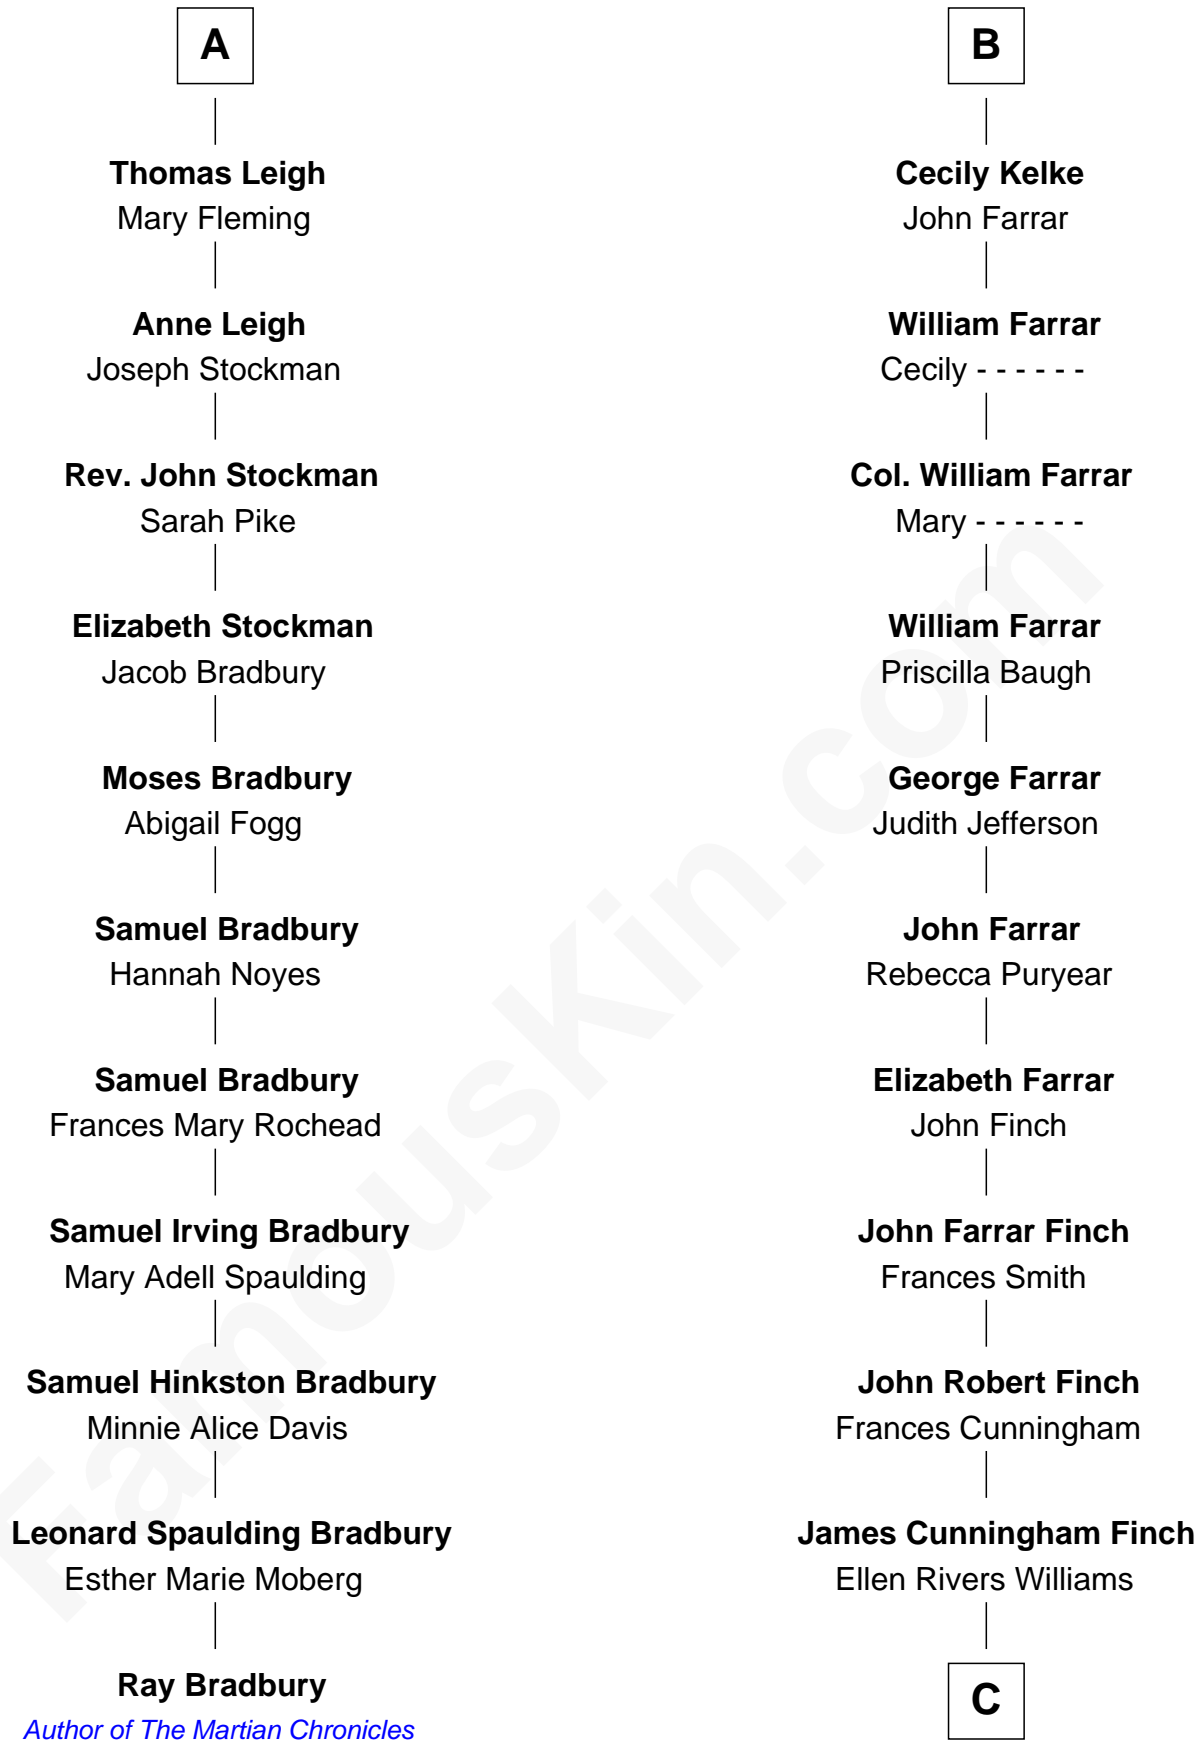 A
Thomas Leigh
Mary Fleming
Anne Leigh
Joseph Stockman
Rev. John Stockman
Sarah Pike
Elizabeth Stockman
Jacob Bradbury
Moses Bradbury
Abigail Fogg
Samuel Bradbury
Hannah Noyes
Samuel Bradbury
Frances Mary Rochead
Samuel Irving Bradbury
Mary Adell Spaulding
Samuel Hinkston Bradbury
Minnie Alice Davis
Leonard Spaulding Bradbury
Esther Marie Moberg
Ray Bradbury
Author of The Martian Chronicles
B
Cecily Kelke
John Farrar
William Farrar
Cecily - - - - - -
Col. William Farrar
Mary - - - - - -
William Farrar
Priscilla Baugh
George Farrar
Judith Jefferson
John Farrar
Rebecca Puryear
Elizabeth Farrar
John Finch
John Farrar Finch
Frances Smith
John Robert Finch
Frances Cunningham
James Cunningham Finch
Ellen Rivers Williams
C
FamousKin.com